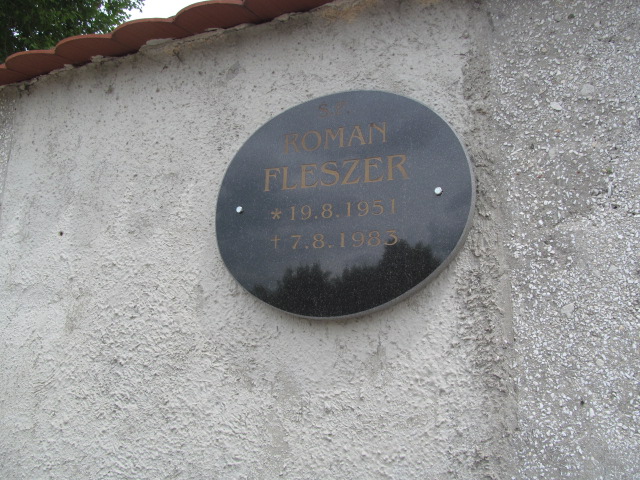 ROMAN
FLESZER
* 19.8.1951
† 7.8.1983